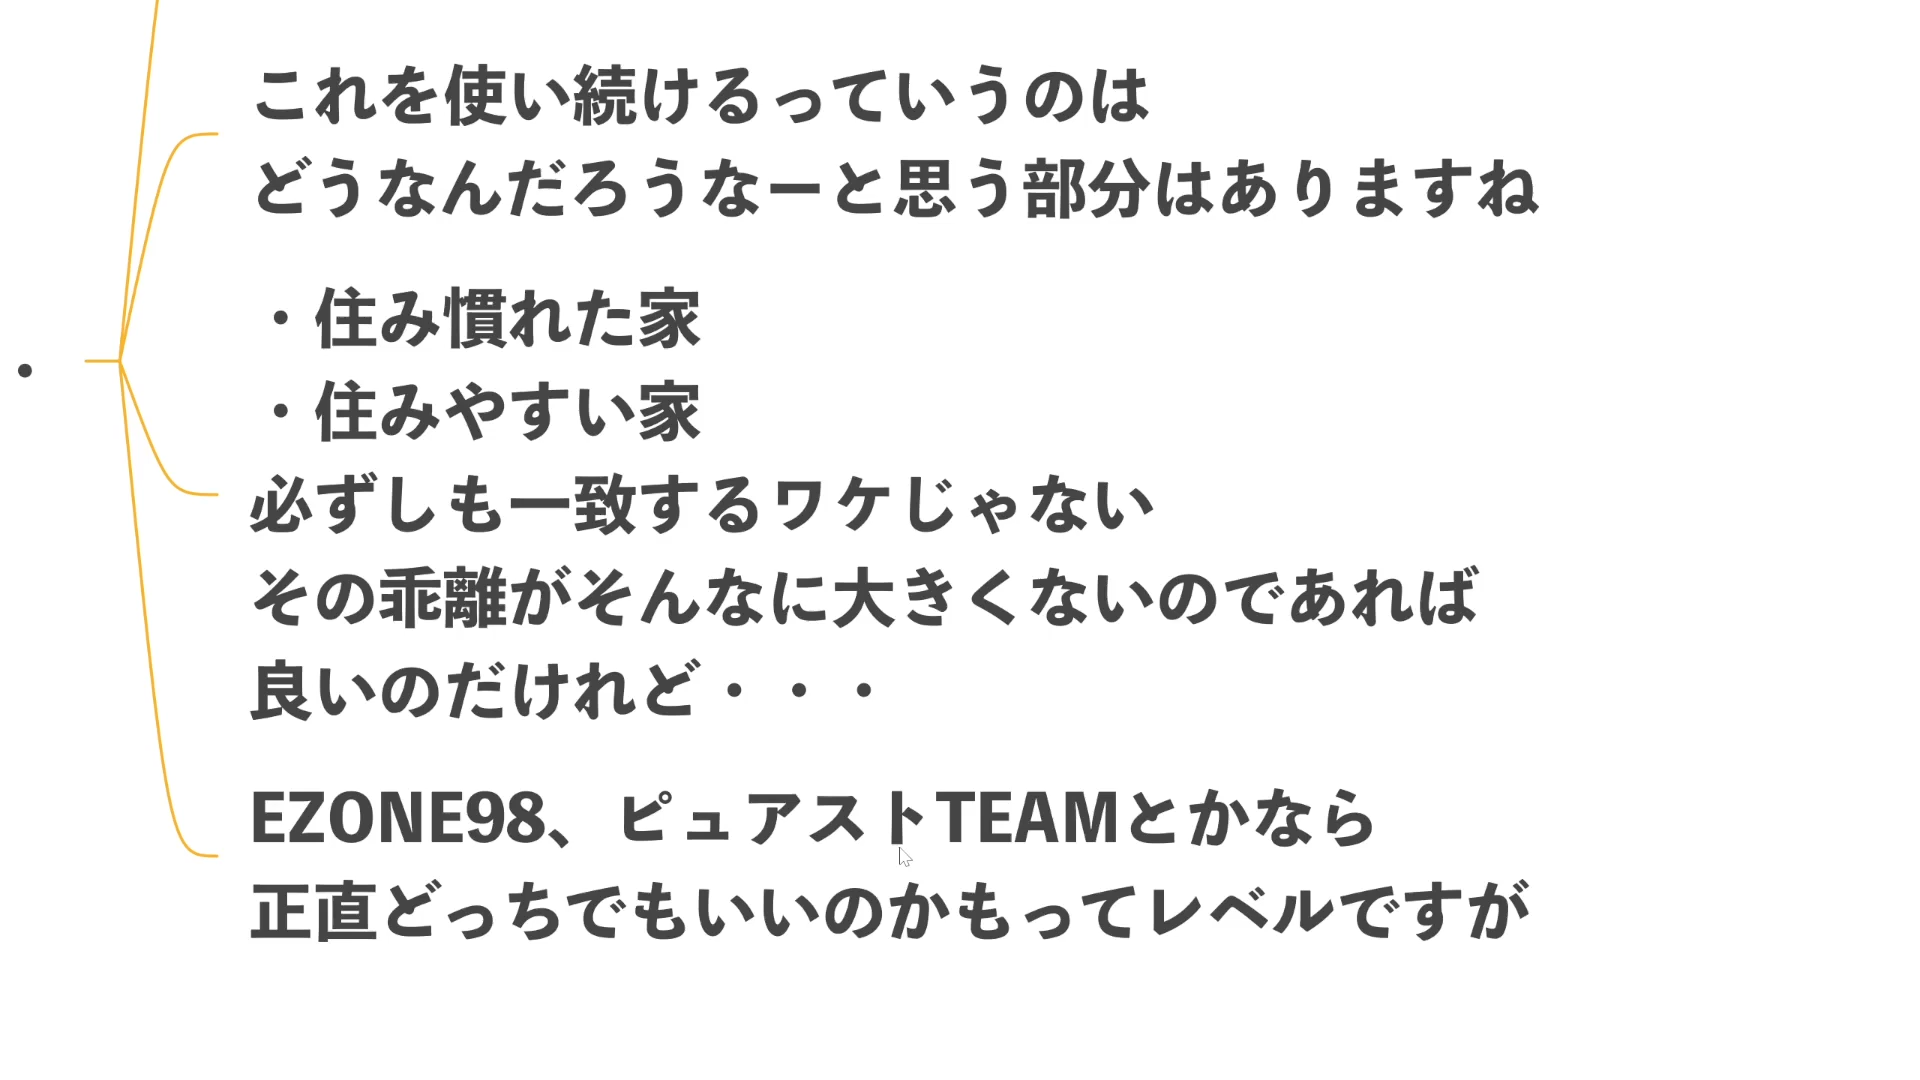 これを使い続けるっていうのは
どうなんだろうなーと思う部分はありますね
・住み慣れた家
・住みやすい家
必ずしも一致するワケじゃない
その乖離がそんなに大きくないのであれば
良いのだけれど・・・
EZONE98、ピュアストTEAMとかなら
正直どっちでもいいのかもってレベルですが